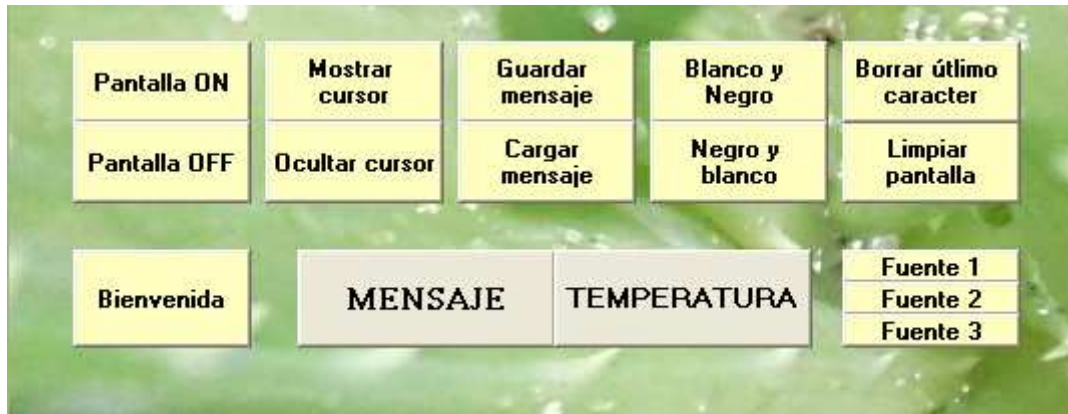 Pantalla ON
Mostrar
cursor
Guardar
mensaje
Blanco y
Negro
Borrar útlimo
caracter
Pantalla OFF
Ocultar cursor
Cargar
mensaje
Negro y
blanco
Limpiar
pantalla
Bienvenida
MENSAJE
TEMPERATURA
Fuente 1
Fuente 2
Fuente 3